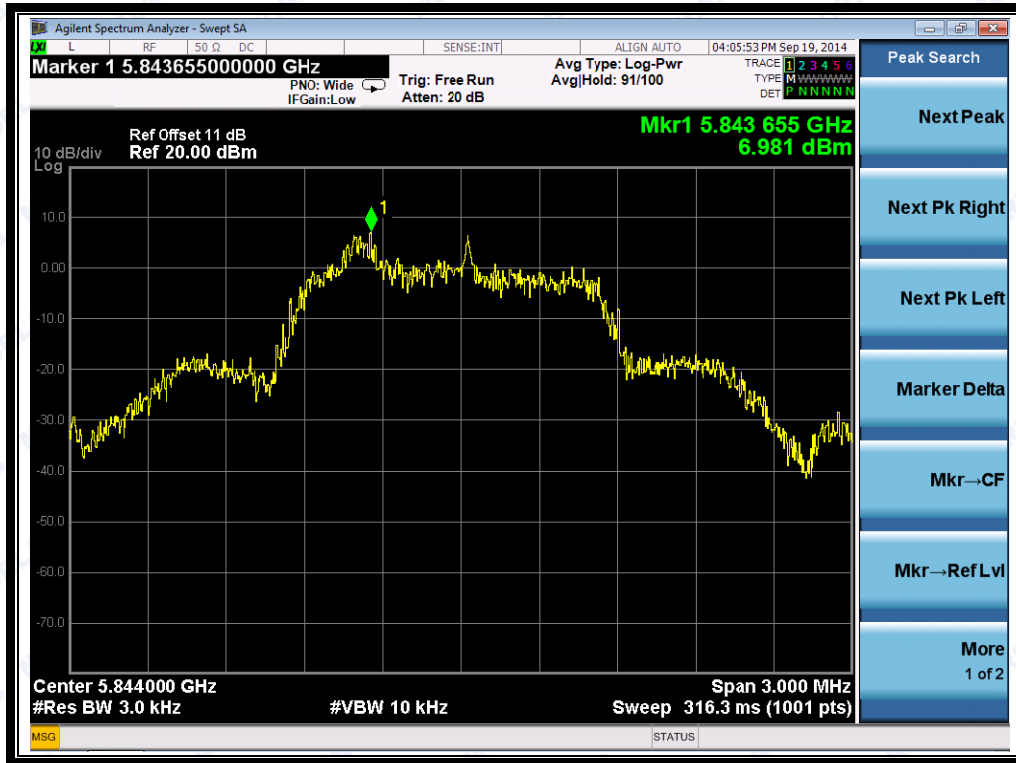 Agilent Spectrum Analyzer - Swept SA
LXI L RF 50 Ω DC SENSE:INT ALIGN AUTO 04:05:53 PM Sep 19, 2014
Marker 1 5.843655000000 GHz
PNO: Wide
IFGain:Low
Trig: Free Run
Atten: 20 dB
Avg Type: Log-Pwr
Avg|Hold: 91/100
TRACE 1 2 3 4 5 6
TYPE M WWWWW
DET P N N N N N
Peak Search
Ref Offset 11 dB
10 dB/div Ref 20.00 dBm
Log
Mkr1 5.843 655 GHz
6.981 dBm
1
10.0
0.00
-10.0
-20.0
-30.0
-40.0
-50.0
-60.0
-70.0
Center 5.844000 GHz Span 3.000 MHz
#Res BW 3.0 kHz #VBW 10 kHz Sweep 316.3 ms (1001 pts)
Next Peak
Next Pk Right
Next Pk Left
Marker Delta
Mkr→CF
Mkr→Ref Lvl
More
1 of 2
MSG STATUS